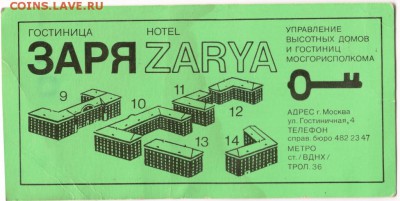 COINS.LAVE.RU
ГОСТИНИЦА
ЗАРЯ
HOTEL
ZARYA
УПРАВЛЕНИЕ
ВЫСОТНЫХ ДОМОВ
И ГОСТИНИЦ
МОСГОРИСПОЛКОМА
9
10
11
12
13
14
АДРЕС г. Москва
ул. Гостиничная, 4
ТЕЛЕФОН
справ. бюро 482 23 47
МЕТРО
ст. /ВДНХ/
ТРОЛ. 36